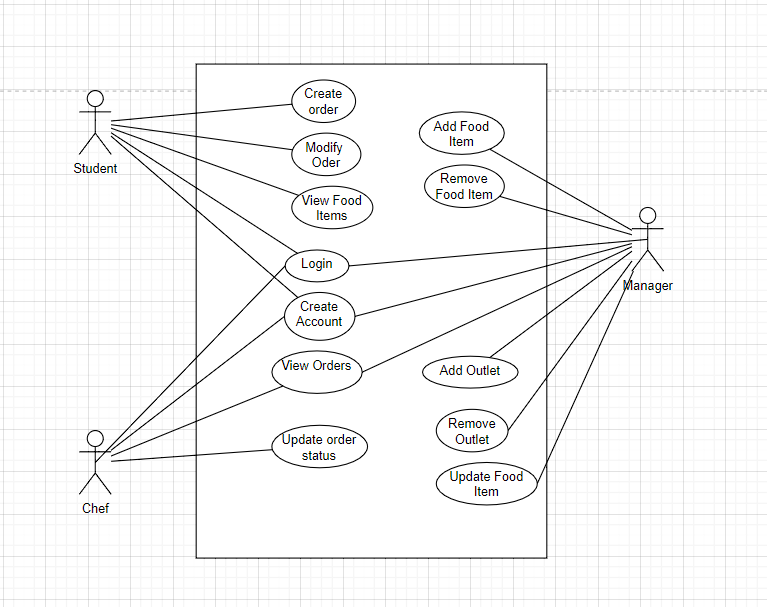 Create
order
Modify
Oder
View Food
Items
Login
Create
Account
View Orders
Update order
status
Add Food
Item
Remove
Food Item
Add Outlet
Remove
Outlet
Update Food
Item
Student
Chef
Manager